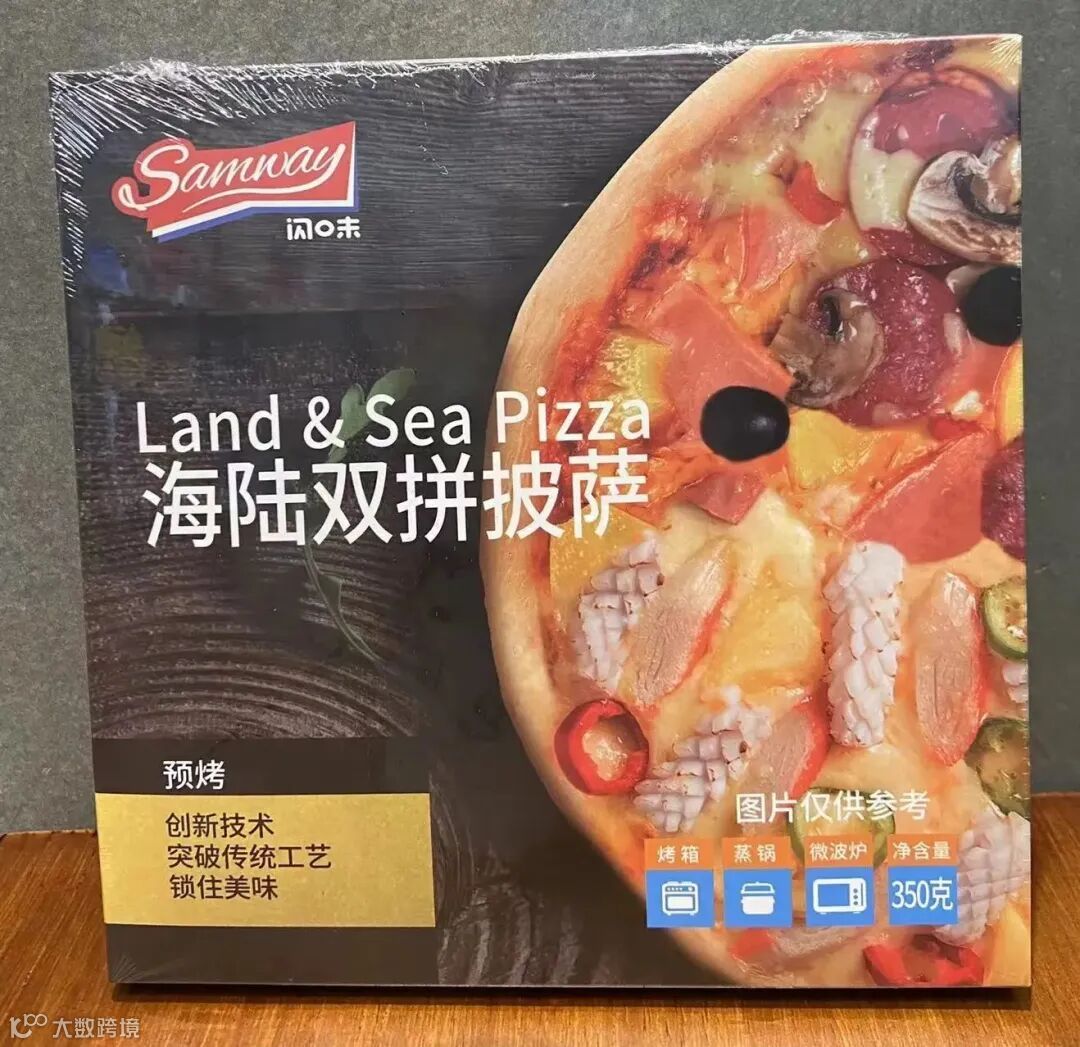 Samway
闪味
Land & Sea Pizza
海陆双拼披萨
预烤
创新技术
突破传统工艺
锁住美味
图片仅供参考
烤箱
蒸锅
微波炉
净含量
350克
大数跨境